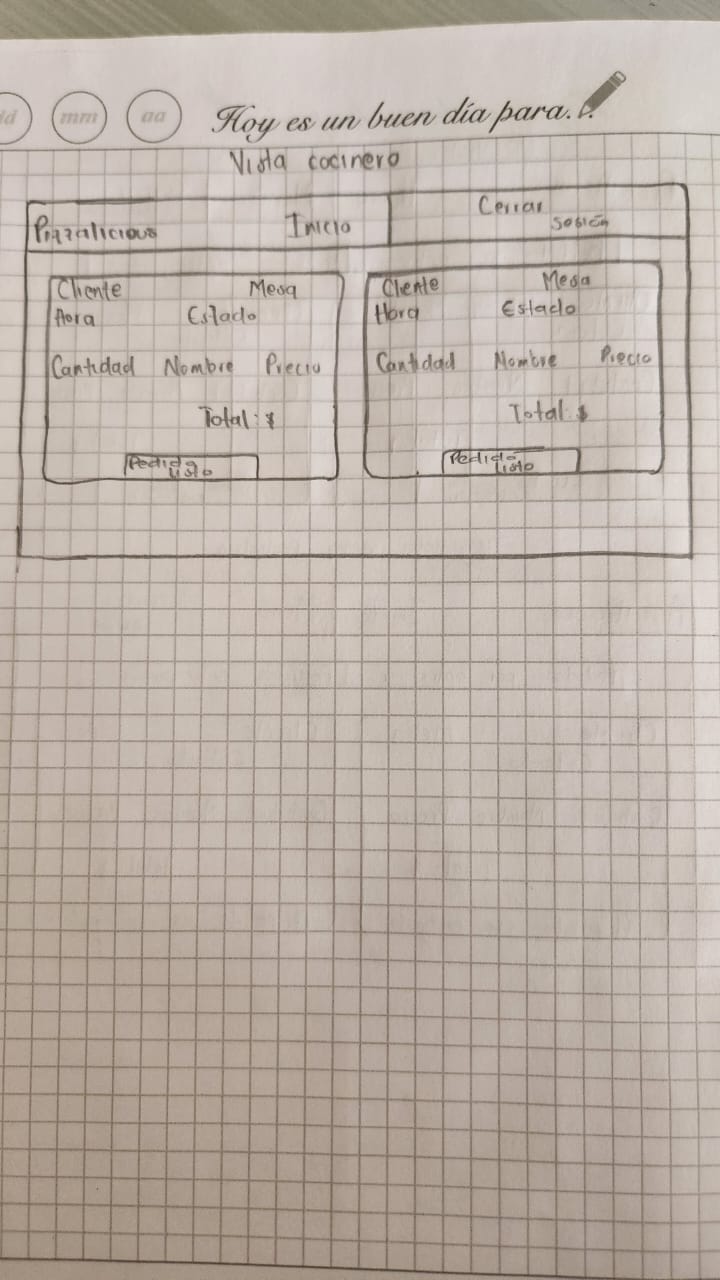 dd mm aa Hoy es un buen día para...
Vista cocinero
Pizzalicious Inicio Cerrar sesión
Cliente Mesa
Hora Estado
Cantidad Nombre Precio
Total: $
Pedido
Listo
Cliente Mesa
Hora Estado
Cantidad Nombre Precio
Total: $
Pedido
Listo